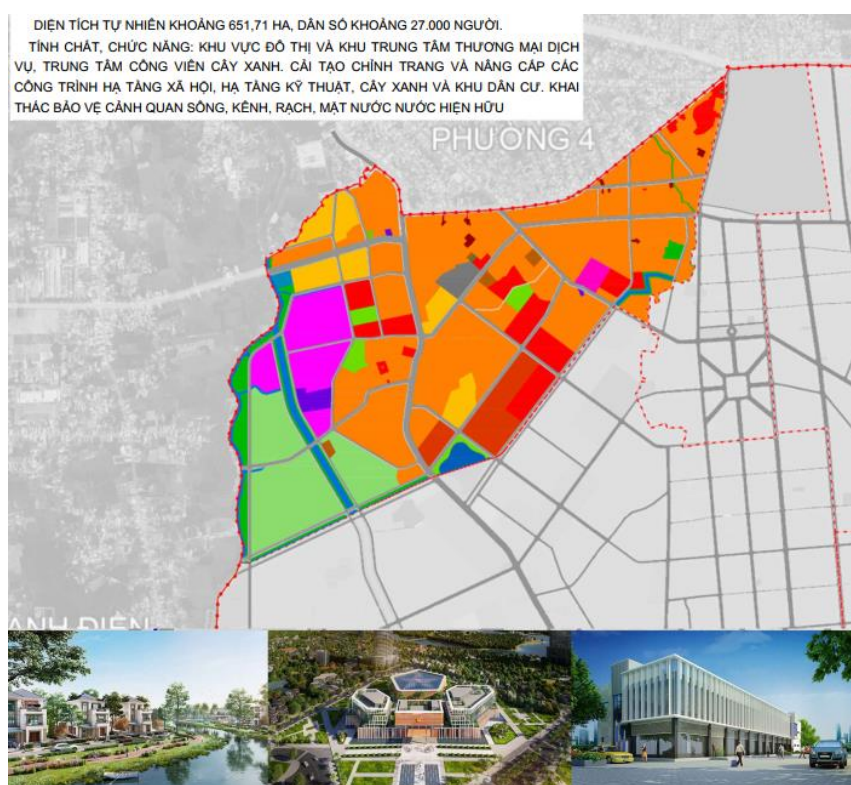 DIỆN TÍCH TỰ NHIÊN KHOẢNG 651,71 HA, DÂN SỐ KHOẢNG 27.000 NGƯỜI.
TÍNH CHẤT, CHỨC NĂNG: KHU VỰC ĐÔ THỊ VÀ KHU TRUNG TÂM THƯƠNG MẠI DỊCH
VỤ, TRUNG TÂM CÔNG VIÊN CÂY XANH. CẢI TẠO CHỈNH TRANG VÀ NÂNG CẤP CÁC
CÔNG TRÌNH HẠ TẦNG XÃ HỘI, HẠ TẦNG KỸ THUẬT, CÂY XANH VÀ KHU DÂN CƯ. KHAI
THÁC BẢO VỆ CẢNH QUAN SÔNG, KÊNH, RẠCH, MẶT NƯỚC NƯỚC HIỆN HỮU
PHƯỜNG 4